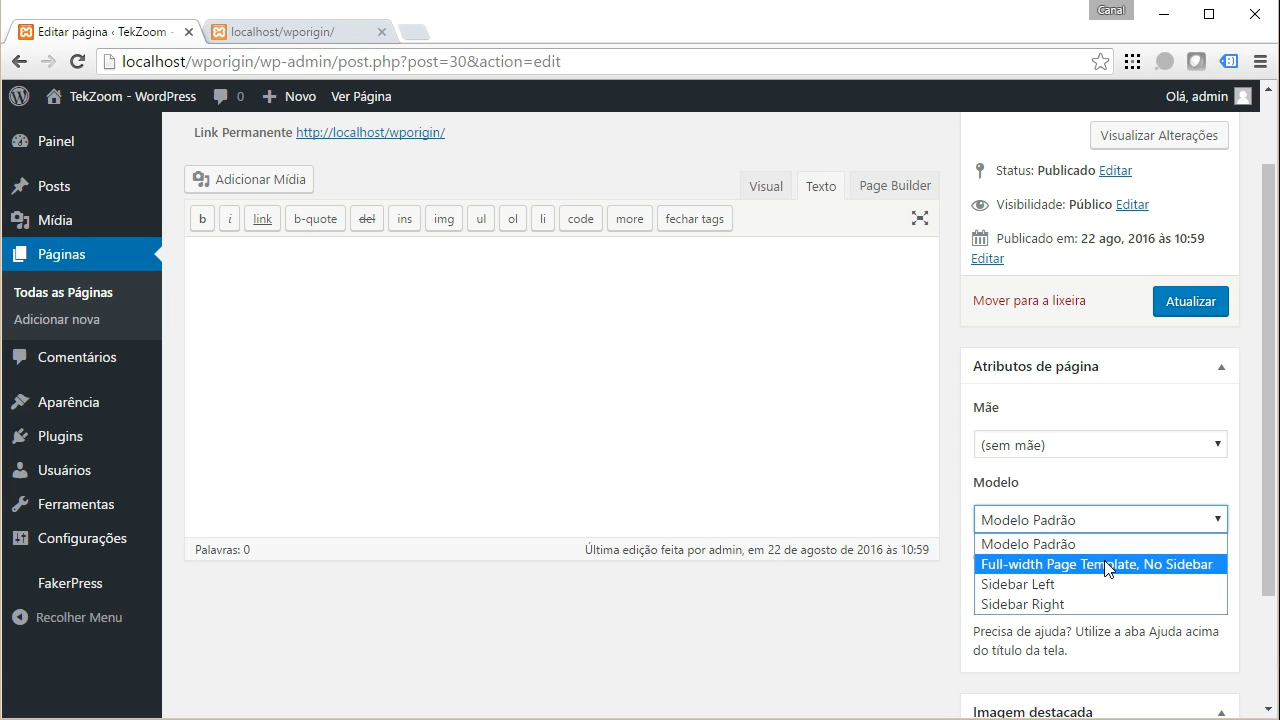 Canal
Editar página ‹ TekZoom -
localhost/wporigin/
localhost/wporigin/wp-admin/post.php?post=30&action=edit
TekZoom - WordPress
0
Novo
Ver Página
Olá, admin
Painel
Posts
Mídia
Páginas
Todas as Páginas
Adicionar nova
Comentários
Aparência
Plugins
Usuários
Ferramentas
Configurações
FakerPress
Recolher Menu
Link Permanente http://localhost/wporigin/
Adicionar Mídia
Visual
Texto
Page Builder
b
i
link
b-quote
del
ins
img
ul
ol
li
code
more
fechar tags
Palavras: 0
Última edição feita por admin, em 22 de agosto de 2016 às 10:59
Visualizar Alterações
Status: Publicado Editar
Visibilidade: Público Editar
Publicado em: 22 ago, 2016 às 10:59
Editar
Mover para a lixeira
Atualizar
Atributos de página
Mãe
(sem mãe)
Modelo
Modelo Padrão
Modelo Padrão
Full-width Page Template, No Sidebar
Sidebar Left
Sidebar Right
Precisa de ajuda? Utilize a aba Ajuda acima
do título da tela.
Imagem destacada